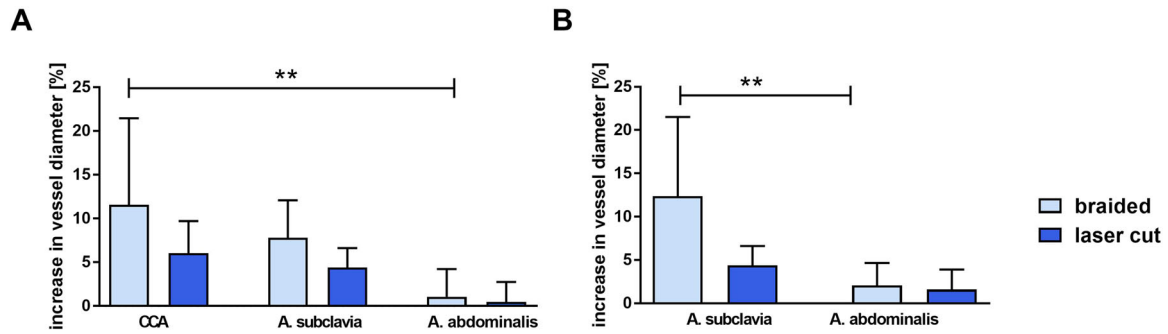 A
B
increase in vessel diameter [%]
25
20
15
10
5
0
**
CCA
A. subclavia
A. abdominalis
increase in vessel diameter [%]
25
20
15
10
5
0
**
A. subclavia
A. abdominalis
braided
laser cut